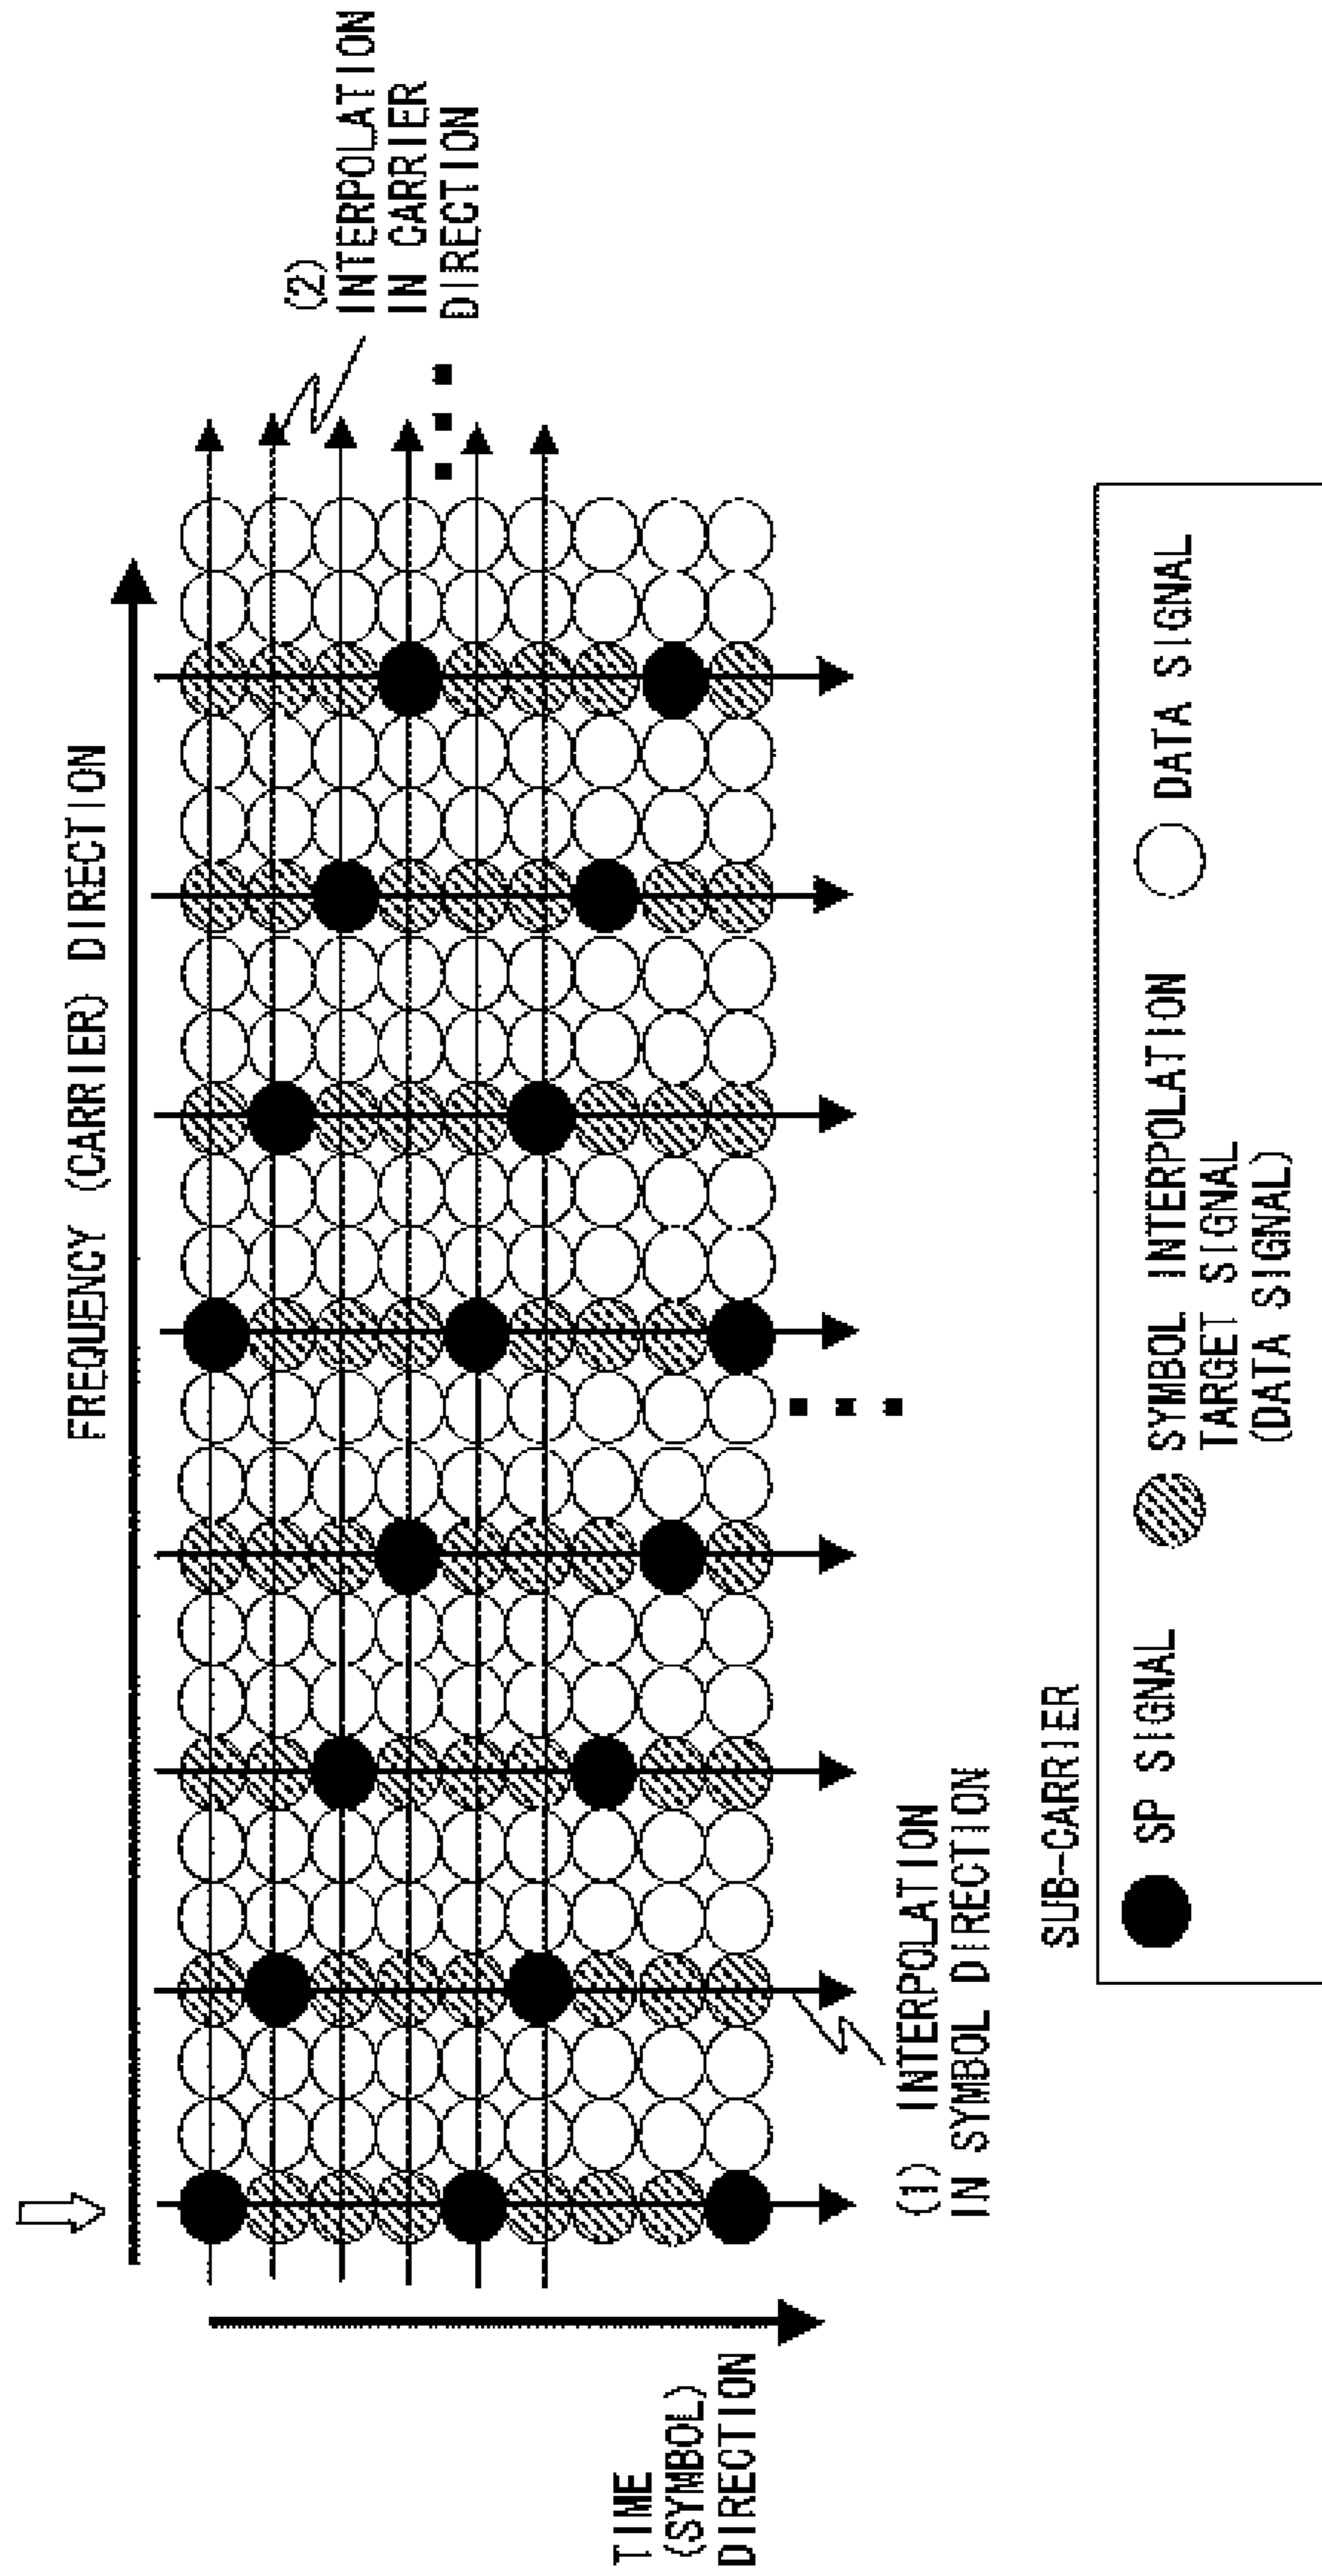 FREQUENCY (CARRIER) DIRECTION
(2)
INTERPOLATION
IN CARRIER
DIRECTION
TIME
(SYMBOL)
DIRECTION
(1) INTERPOLATION
IN SYMBOL DIRECTION
SUB-CARRIER
SP SIGNAL
SYMBOL INTERPOLATION
TARGET SIGNAL
(DATA SIGNAL)
DATA SIGNAL